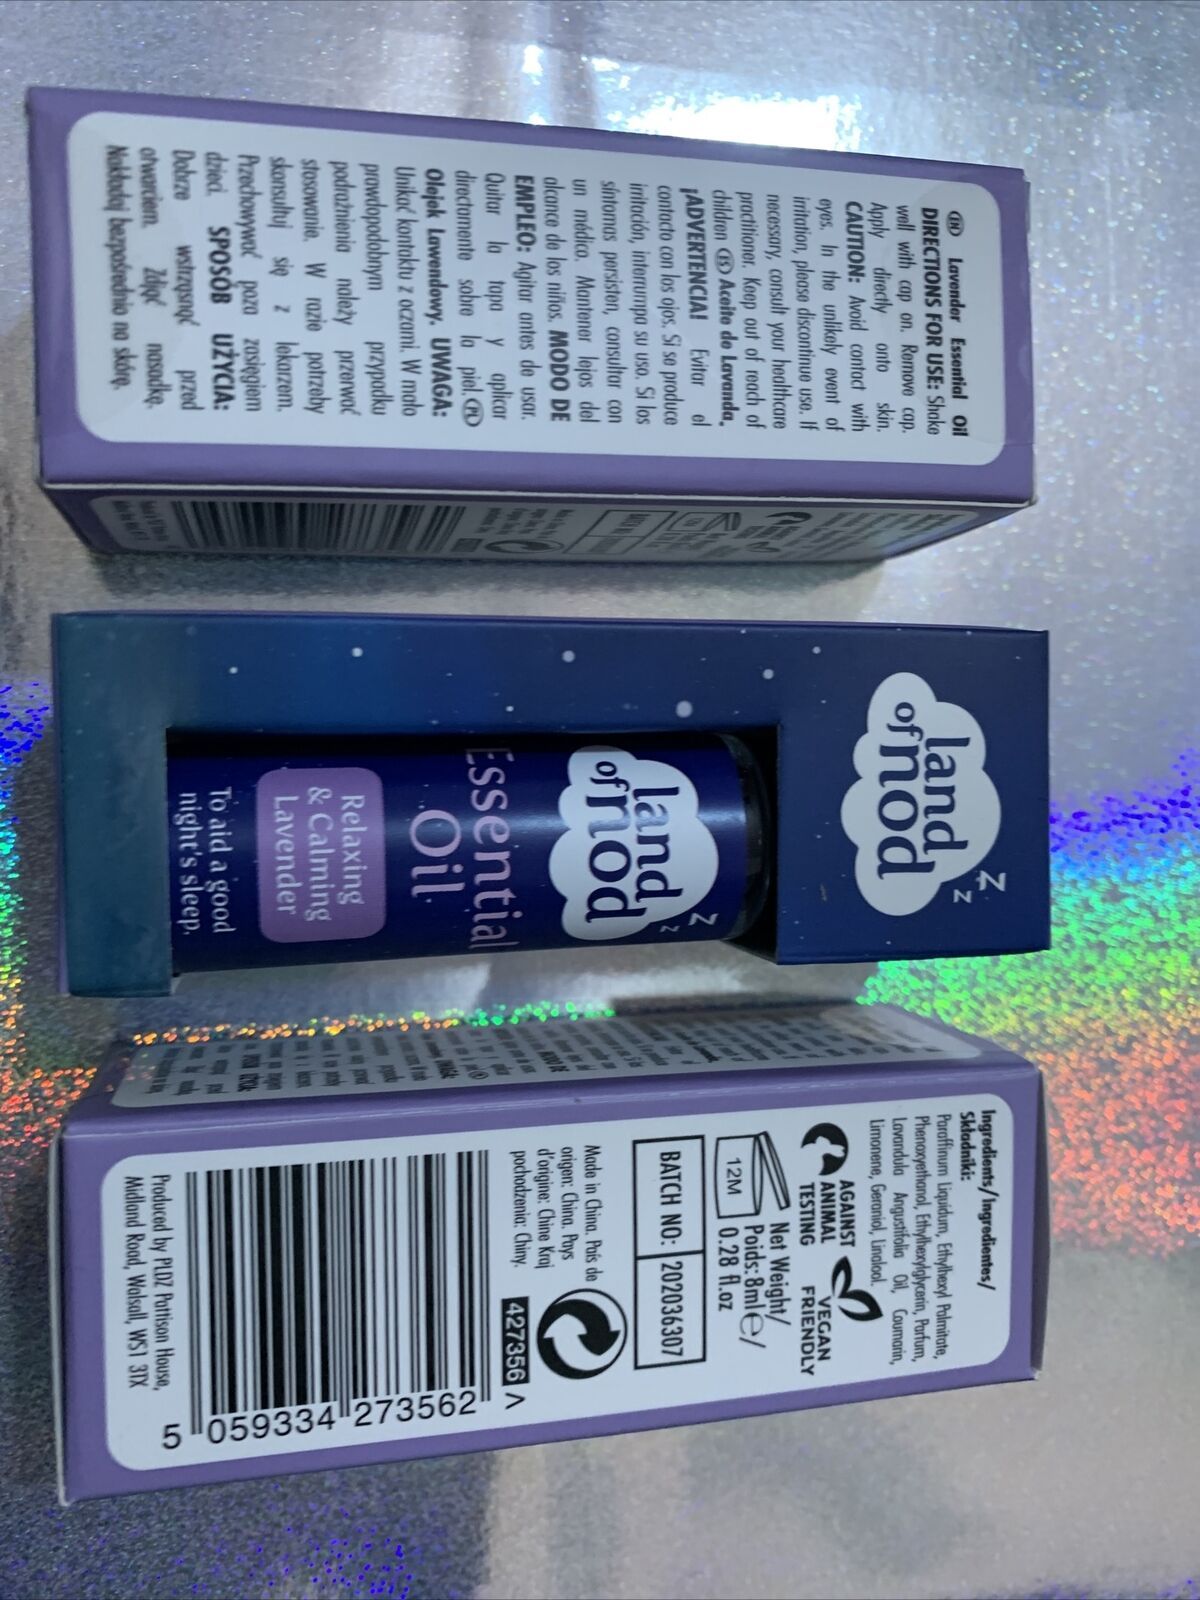 EN Lavender Essential Oil
DIRECTIONS FOR USE: Shake
well with cap on. Remove cap.
Apply directly onto skin.
CAUTION: Avoid contact with
eyes. In the unlikely event of
irritation, please discontinue use. If
necessary, consult your healthcare
practitioner. Keep out of reach of
children ES Aceite de Lavanda.
¡ADVERTENCIA! Evitar el
contacto con los ojos. Si se produce
irritación, interrumpa su uso. Si los
síntomas persisten, consultar con
un médico. Mantener lejos del
alcance de los niños. MODO DE
EMPLEO: Agitar antes de usar.
Quitar la tapa y aplicar
directamente sobre la piel. PL
Olejek Lawendowy. UWAGA:
Unikać kontaktu z oczami. W mało
prawdopodobnym przypadku
podrażnienia należy przerwać
stosowanie. W razie potrzeby
skonsultuj się z lekarzem.
Przechowywać poza zasięgiem
dzieci. SPOSÓB UŻYCIA:
Dobrze wstrząsnąć przed
otwarciem. Zdjąć nasadkę.
Nakładaj bezpośrednio na skórę.
land
of nod
z z
land
of nod
z z
Essential
Oil
Relaxing
& Calming
Lavender
To aid a good
night's sleep.
Ingredients/Ingredientes/
Składniki:
Paraffinum Liquidum, Ethylhexyl Palmitate,
Phenoxyethanol, Ethylhexylglycerin, Parfum,
Lavandula Angustifolia Oil, Coumarin,
Limonene, Geraniol, Linalool.
AGAINST
ANIMAL
TESTING
VEGAN
FRIENDLY
12M
Net Weight/
Poids: 8ml e/
0.28 fl.oz
BATCH NO: 202036307
Made in China. País de
origen: China. Pays
d'origine: Chine Kraj
pochodzenia: Chiny.
427356 >
5 059334 273562
Produced by PLDZ Pattison House,
Midland Road, Walsall, WS1 3TX